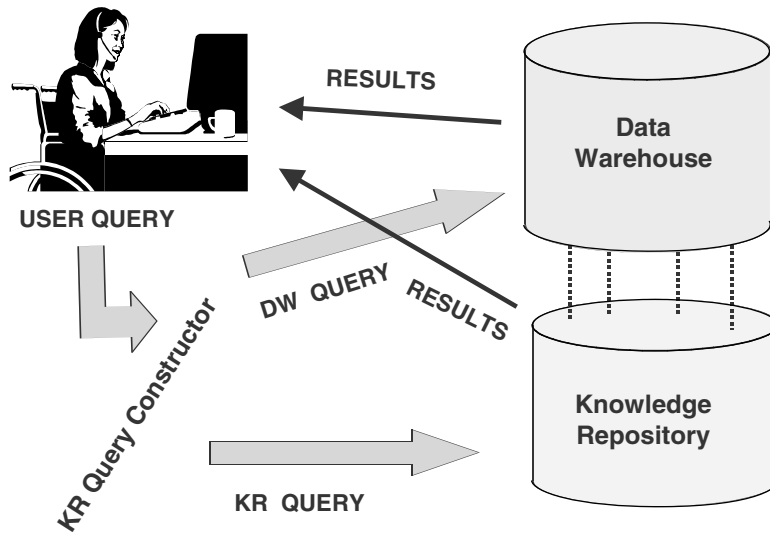 RESULTS
Data
Warehouse
USER QUERY
DW QUERY
RESULTS
KR Query Constructor
Knowledge
Repository
KR QUERY